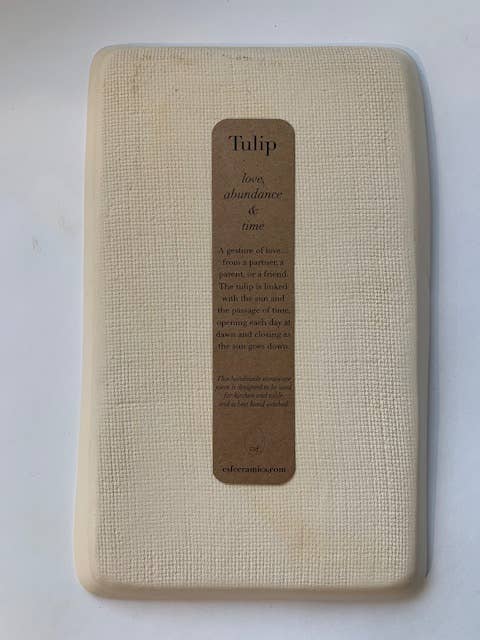 Tulip
love,
abundance
&
time
A gesture of love...
from a partner, a
parent, or a friend.
The tulip is linked
with the sun and
the passage of time,
opening each day at
dawn and closing as
the sun goes down.
This handmade stoneware
item is designed to be used
for kitchen and table
and is best hand washed.
csfceramics.com